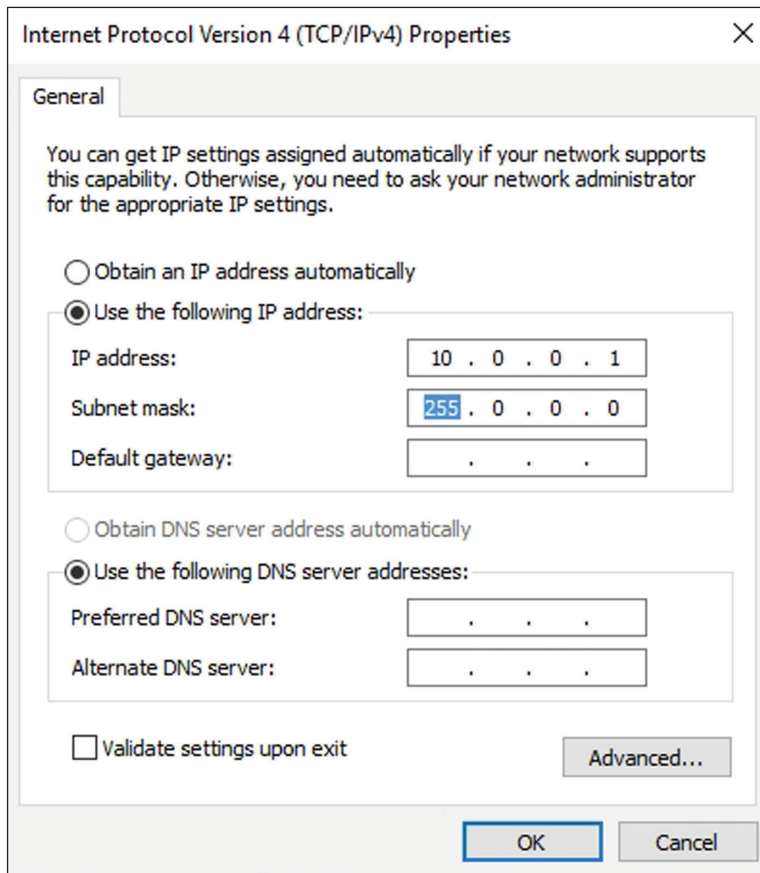 Internet Protocol Version 4 (TCP/IPv4) Properties
General
You can get IP settings assigned automatically if your network supports
this capability. Otherwise, you need to ask your network administrator
for the appropriate IP settings.
Obtain an IP address automatically
Use the following IP address:
IP address: 10 . 0 . 0 . 1
Subnet mask: 255 . 0 . 0 . 0
Default gateway: . . .
Obtain DNS server address automatically
Use the following DNS server addresses:
Preferred DNS server: . . .
Alternate DNS server: . . .
Validate settings upon exit
Advanced...
OK Cancel